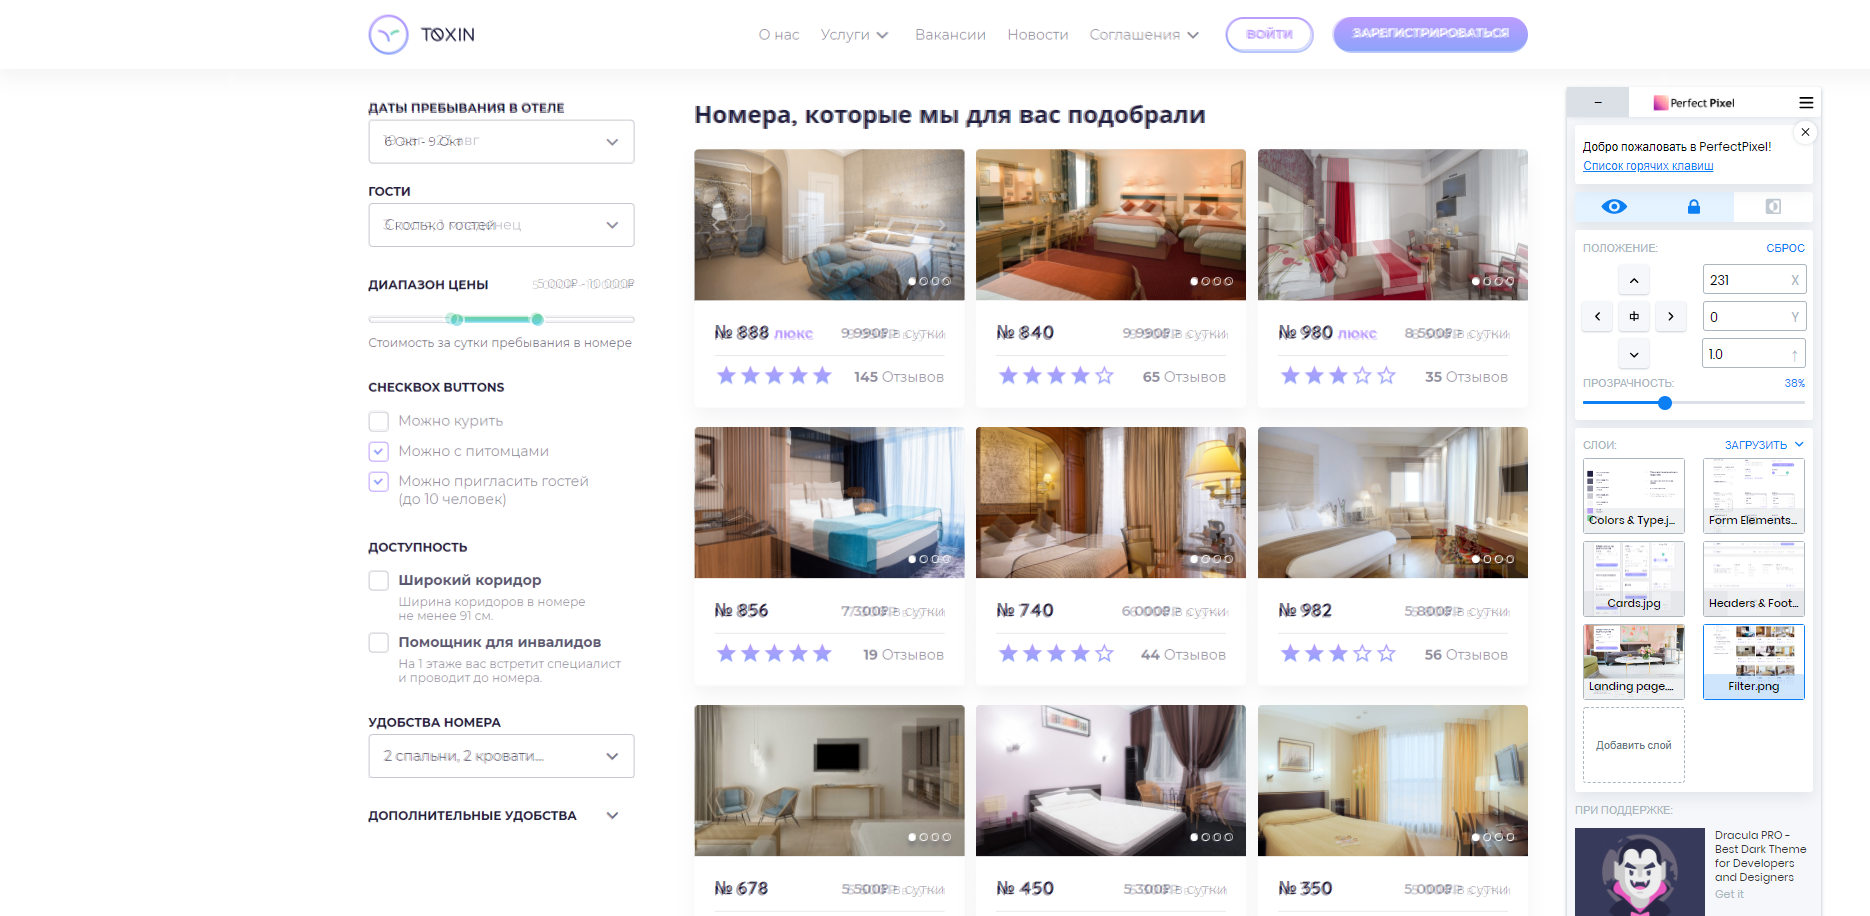 TOXIN
О нас
Услуги
Вакансии
Новости
Соглашения
ВОЙТИ
ЗАРЕГИСТРИРОВАТЬСЯ
ДАТЫ ПРЕБЫВАНИЯ В ОТЕЛЕ
ГОСТИ
ДИАПАЗОН ЦЕНЫ
5 000₽ - 10 000₽
Стоимость за сутки пребывания в номере
CHECKBOX BUTTONS
Можно курить
Можно с питомцами
Можно пригласить гостей
(до 10 человек)
ДОСТУПНОСТЬ
Широкий коридор
Ширина коридоров в номере
не менее 91 см.
Помощник для инвалидов
На 1 этаже вас встретит специалист
и проводит до номера.
УДОБСТВА НОМЕРА
2 спальни, 2 кровати...
ДОПОЛНИТЕЛЬНЫЕ УДОБСТВА
Номера, которые мы для вас подобрали
№ 888 люкс
9 990₽ в сутки
145 Отзывов
№ 840
9 990₽ в сутки
65 Отзывов
№ 980 люкс
8 500₽ в сутки
35 Отзывов
№ 856
7 300₽ в сутки
19 Отзывов
№ 740
6 000₽ в сутки
44 Отзывов
№ 982
5 800₽ в сутки
56 Отзывов
№ 678
5 500₽ в сутки
№ 450
5 300₽ в сутки
№ 350
5 000₽ в сутки
Perfect Pixel
Добро пожаловать в PerfectPixel!
Список горячих клавиш
ПОЛОЖЕНИЕ:
СБРОС
231 X
0 Y
1.0
ПРОЗРАЧНОСТЬ:
38%
СЛОИ:
ЗАГРУЗИТЬ
Colors & Type.j...
Form Elements...
Cards.jpg
Headers & Foot...
Landing page....
Filter.png
Добавить слой
ПРИ ПОДДЕРЖКЕ:
Dracula PRO -
Best Dark Theme
for Developers
and Designers
Get it